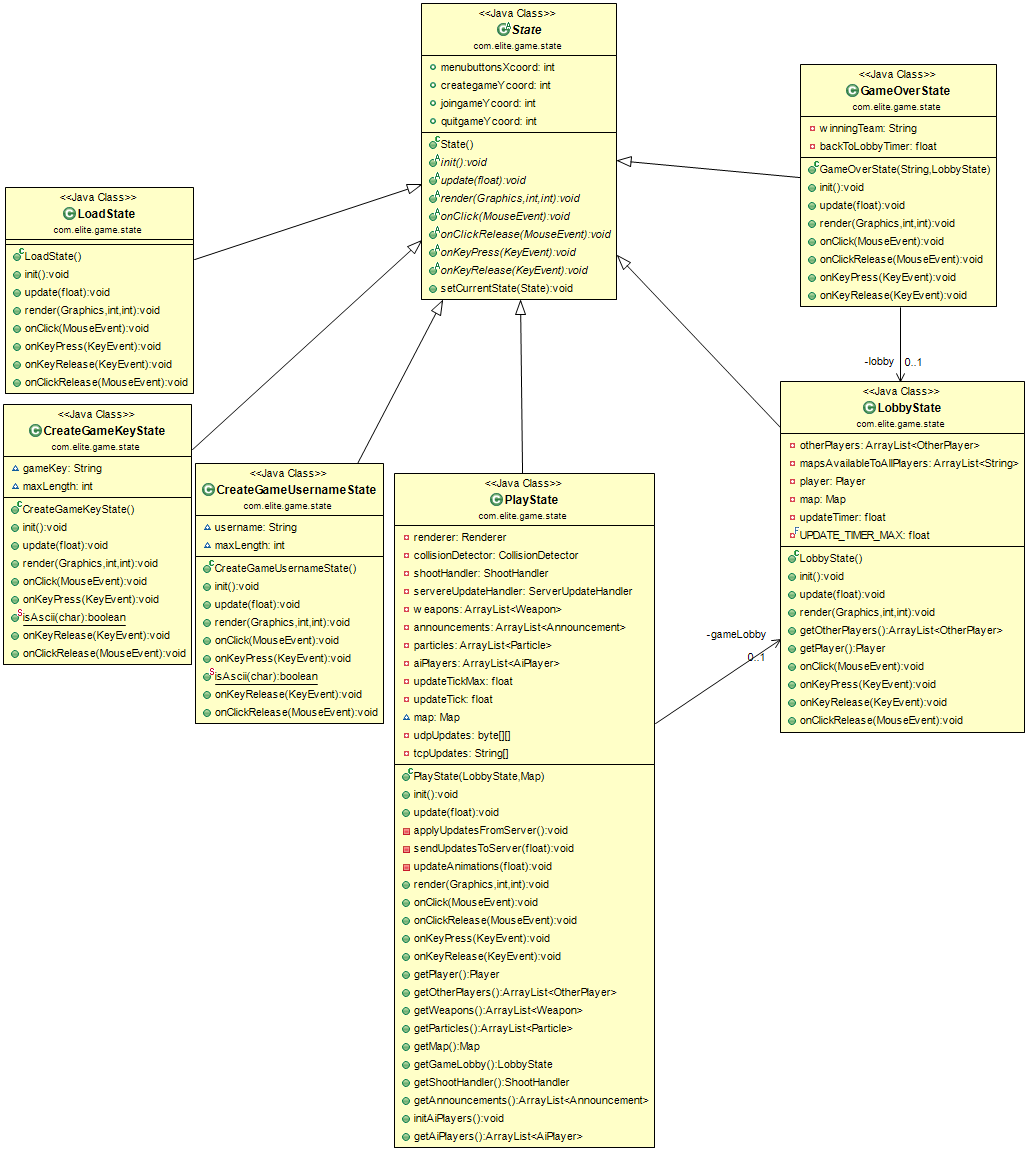 <<Java Class>>
State
com.elite.game.state
menubuttonsXcoord: int
creategameYcoord: int
joingameYcoord: int
quitgameYcoord: int
State()
init():void
update(float):void
render(Graphics,int,int):void
onClick(MouseEvent):void
onClickRelease(MouseEvent):void
onKeyPress(KeyEvent):void
onKeyRelease(KeyEvent):void
setCurrentState(State):void
<<Java Class>>
GameOverState
com.elite.game.state
winningTeam: String
backToLobbyTimer: float
GameOverState(String,LobbyState)
init():void
update(float):void
render(Graphics,int,int):void
onClick(MouseEvent):void
onClickRelease(MouseEvent):void
onKeyPress(KeyEvent):void
onKeyRelease(KeyEvent):void
<<Java Class>>
LoadState
com.elite.game.state
LoadState()
init():void
update(float):void
render(Graphics,int,int):void
onClick(MouseEvent):void
onKeyPress(KeyEvent):void
onKeyRelease(KeyEvent):void
onClickRelease(MouseEvent):void
-lobby
0..1
<<Java Class>>
LobbyState
com.elite.game.state
otherPlayers: ArrayList<OtherPlayer>
mapsAvailableToAllPlayers: ArrayList<String>
player: Player
map: Map
updateTimer: float
UPDATE_TIMER_MAX: float
LobbyState()
init():void
update(float):void
render(Graphics,int,int):void
getOtherPlayers():ArrayList<OtherPlayer>
getPlayer():Player
onClick(MouseEvent):void
onKeyPress(KeyEvent):void
onKeyRelease(KeyEvent):void
onClickRelease(MouseEvent):void
<<Java Class>>
CreateGameKeyState
com.elite.game.state
gameKey: String
maxLength: int
CreateGameKeyState()
init():void
update(float):void
render(Graphics,int,int):void
onClick(MouseEvent):void
onKeyPress(KeyEvent):void
isAscii(char):boolean
onKeyRelease(KeyEvent):void
onClickRelease(MouseEvent):void
<<Java Class>>
CreateGameUsernameState
com.elite.game.state
username: String
maxLength: int
CreateGameUsernameState()
init():void
update(float):void
render(Graphics,int,int):void
onClick(MouseEvent):void
onKeyPress(KeyEvent):void
isAscii(char):boolean
onKeyRelease(KeyEvent):void
onClickRelease(MouseEvent):void
<<Java Class>>
PlayState
com.elite.game.state
renderer: Renderer
collisionDetector: CollisionDetector
shootHandler: ShootHandler
servereUpdateHandler: ServerUpdateHandler
weapons: ArrayList<Weapon>
announcements: ArrayList<Announcement>
particles: ArrayList<Particle>
aiPlayers: ArrayList<AiPlayer>
updateTickMax: float
updateTick: float
map: Map
udpUpdates: byte[][]
tcpUpdates: String[]
PlayState(LobbyState,Map)
init():void
update(float):void
applyUpdatesFromServer():void
sendUpdatesToServer(float):void
updateAnimations(float):void
render(Graphics,int,int):void
onClick(MouseEvent):void
onClickRelease(MouseEvent):void
onKeyPress(KeyEvent):void
onKeyRelease(KeyEvent):void
getPlayer():Player
getOtherPlayers():ArrayList<OtherPlayer>
getWeapons():ArrayList<Weapon>
getParticles():ArrayList<Particle>
getMap():Map
getGameLobby():LobbyState
getShootHandler():ShootHandler
getAnnouncements():ArrayList<Announcement>
initAiPlayers():void
getAiPlayers():ArrayList<AiPlayer>
-gameLobby
0..1